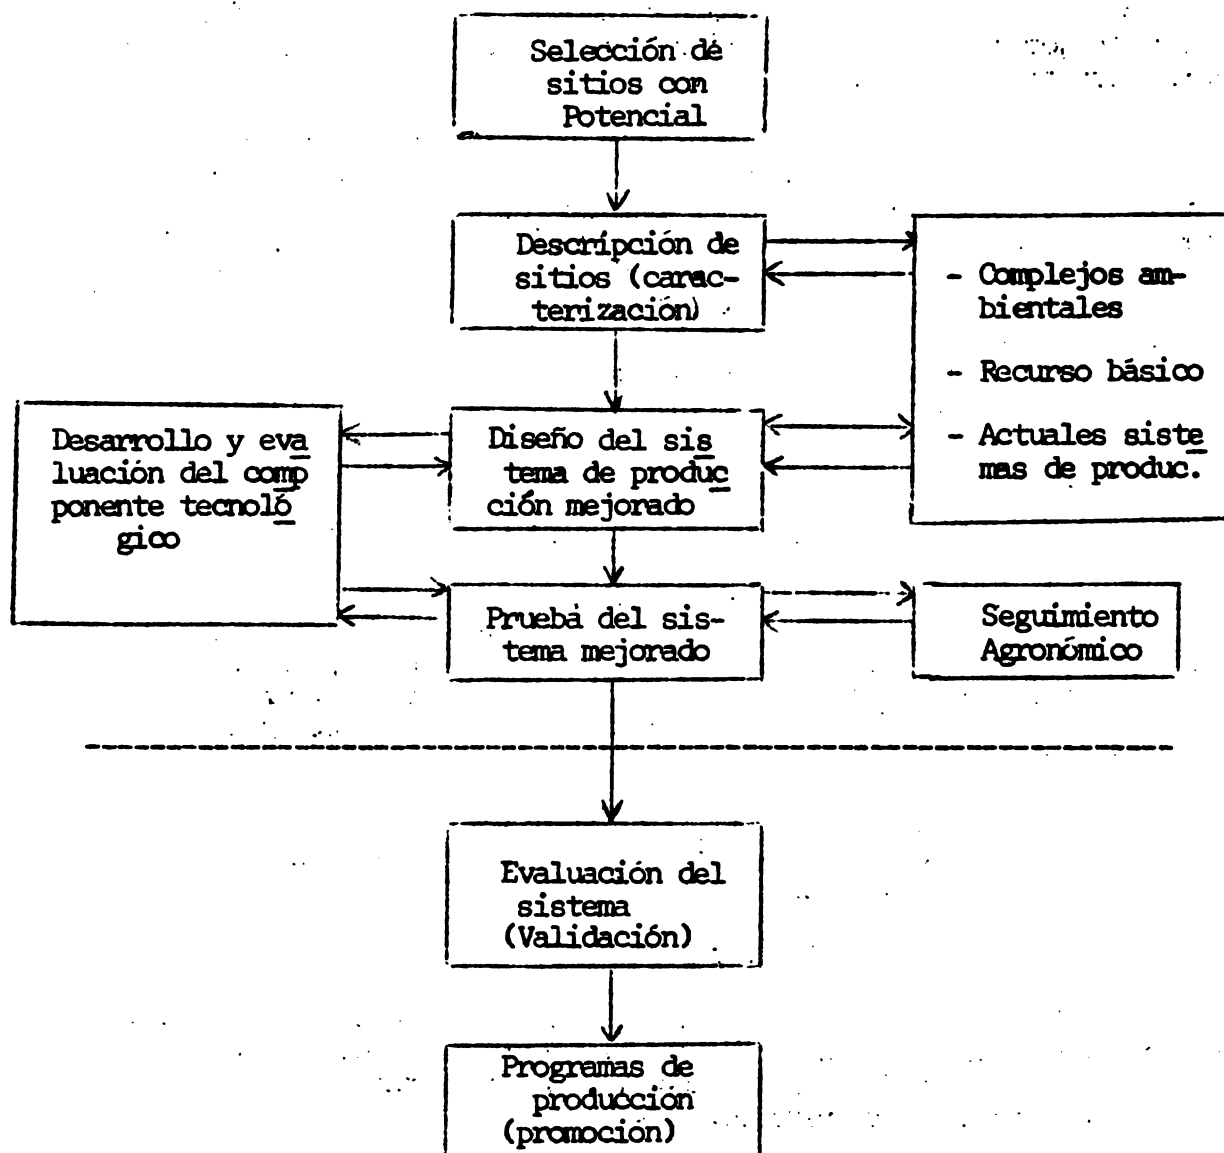 Selección de
sitios con
Potencial
Descripción de
sitios (carac-
terización)
- Complejos am-
bientales
- Recurso básico
- Actuales siste
mas de produc.
Desarrollo y eva
luación del comp
ponente tecnoló
gico
Diseño del sis
tema de produc
ción mejorado
Prueba del sis-
tema mejorado
Seguimiento
Agronómico
Evaluación del
sistema
(Validación)
Programas de
producción
(promoción)